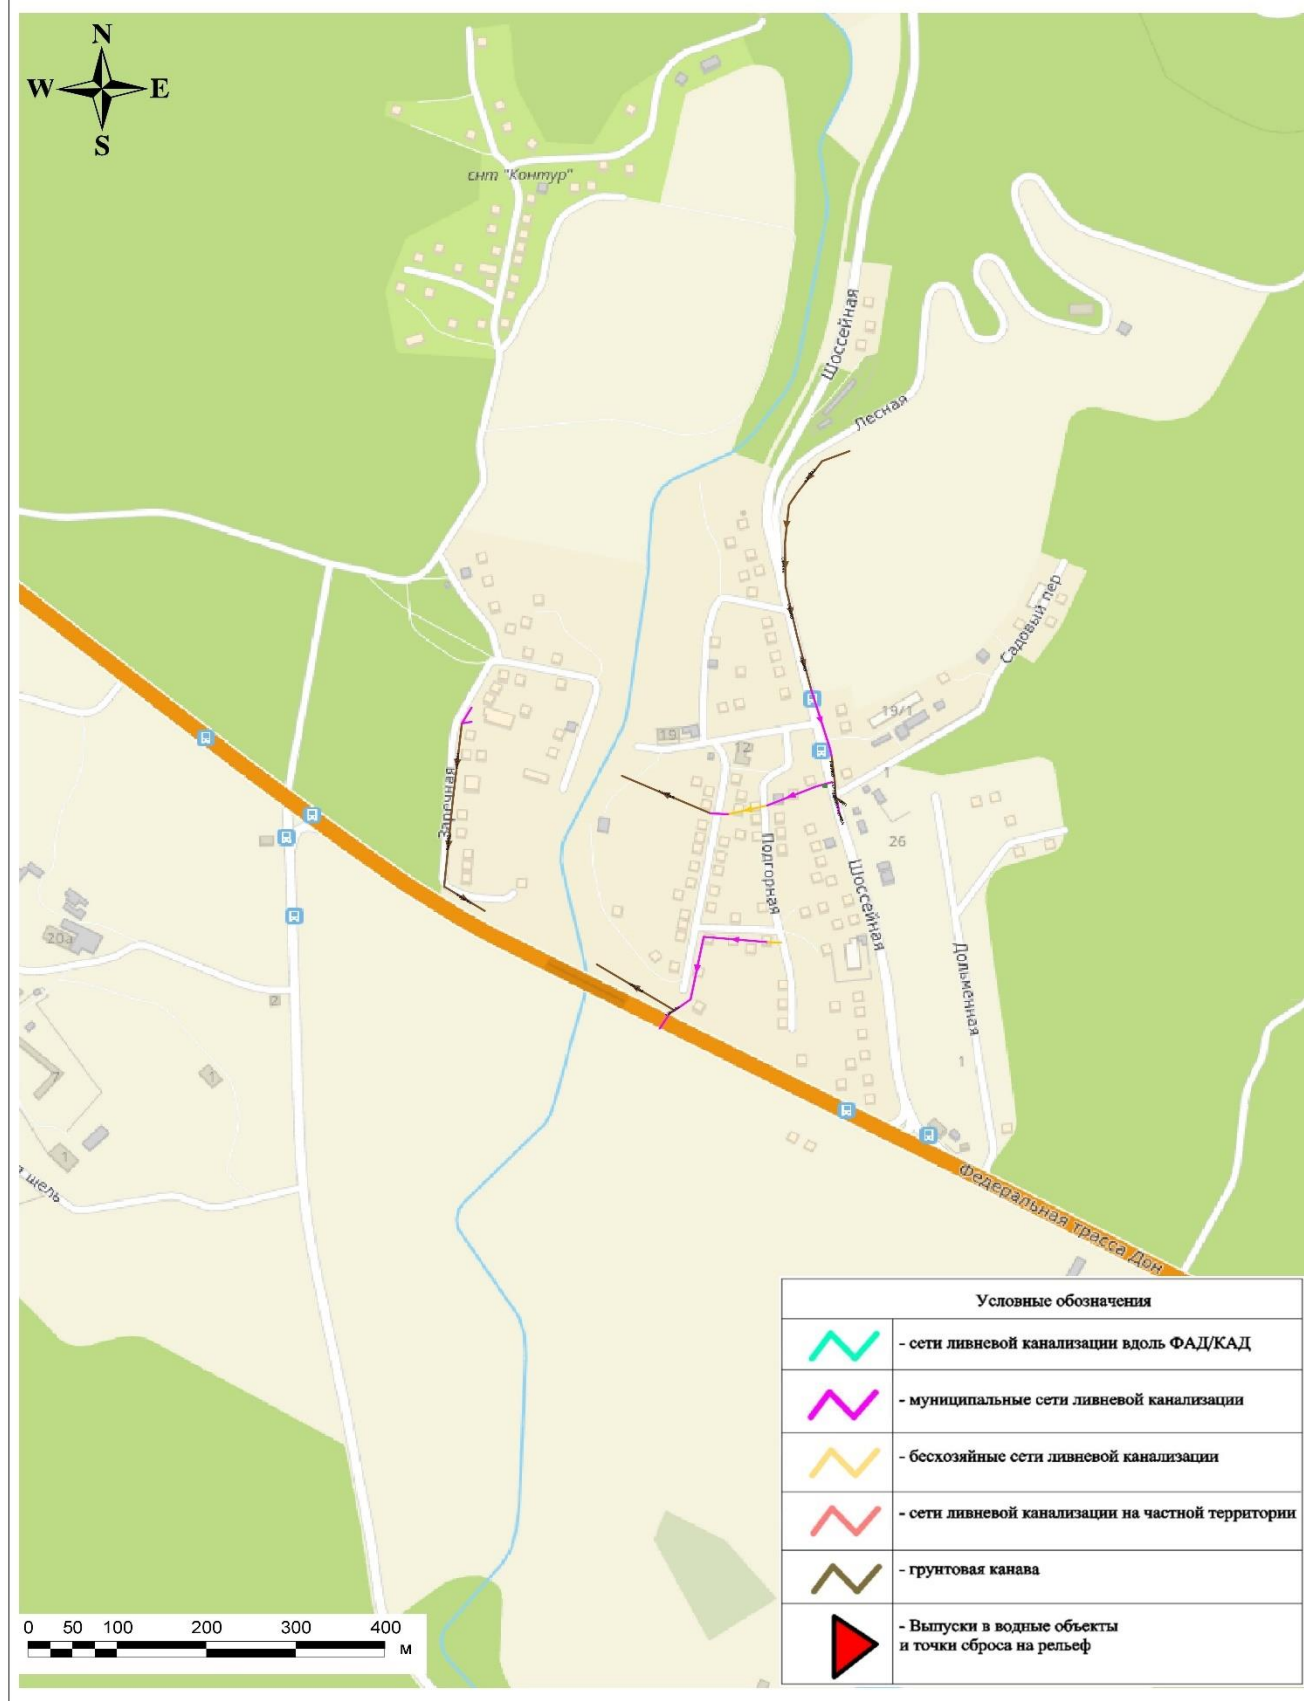 N
W E
S
снт "Контур"
Шоссейная
Лесная
Садовый пер
19/1
19
12
1
Заречная
Подгорная
26
Шоссейная
20а
Дольменная
2
7
1
1
1
щель
Федеральная трасса Дон
Условные обозначения
- сети ливневой канализации вдоль ФАД/КАД
- муниципальные сети ливневой канализации
- бесхозяйные сети ливневой канализации
- сети ливневой канализации на частной территории
- грунтовая канава
- Выпуски в водные объекты
и точки сброса на рельеф
0 50 100 200 300 400
м